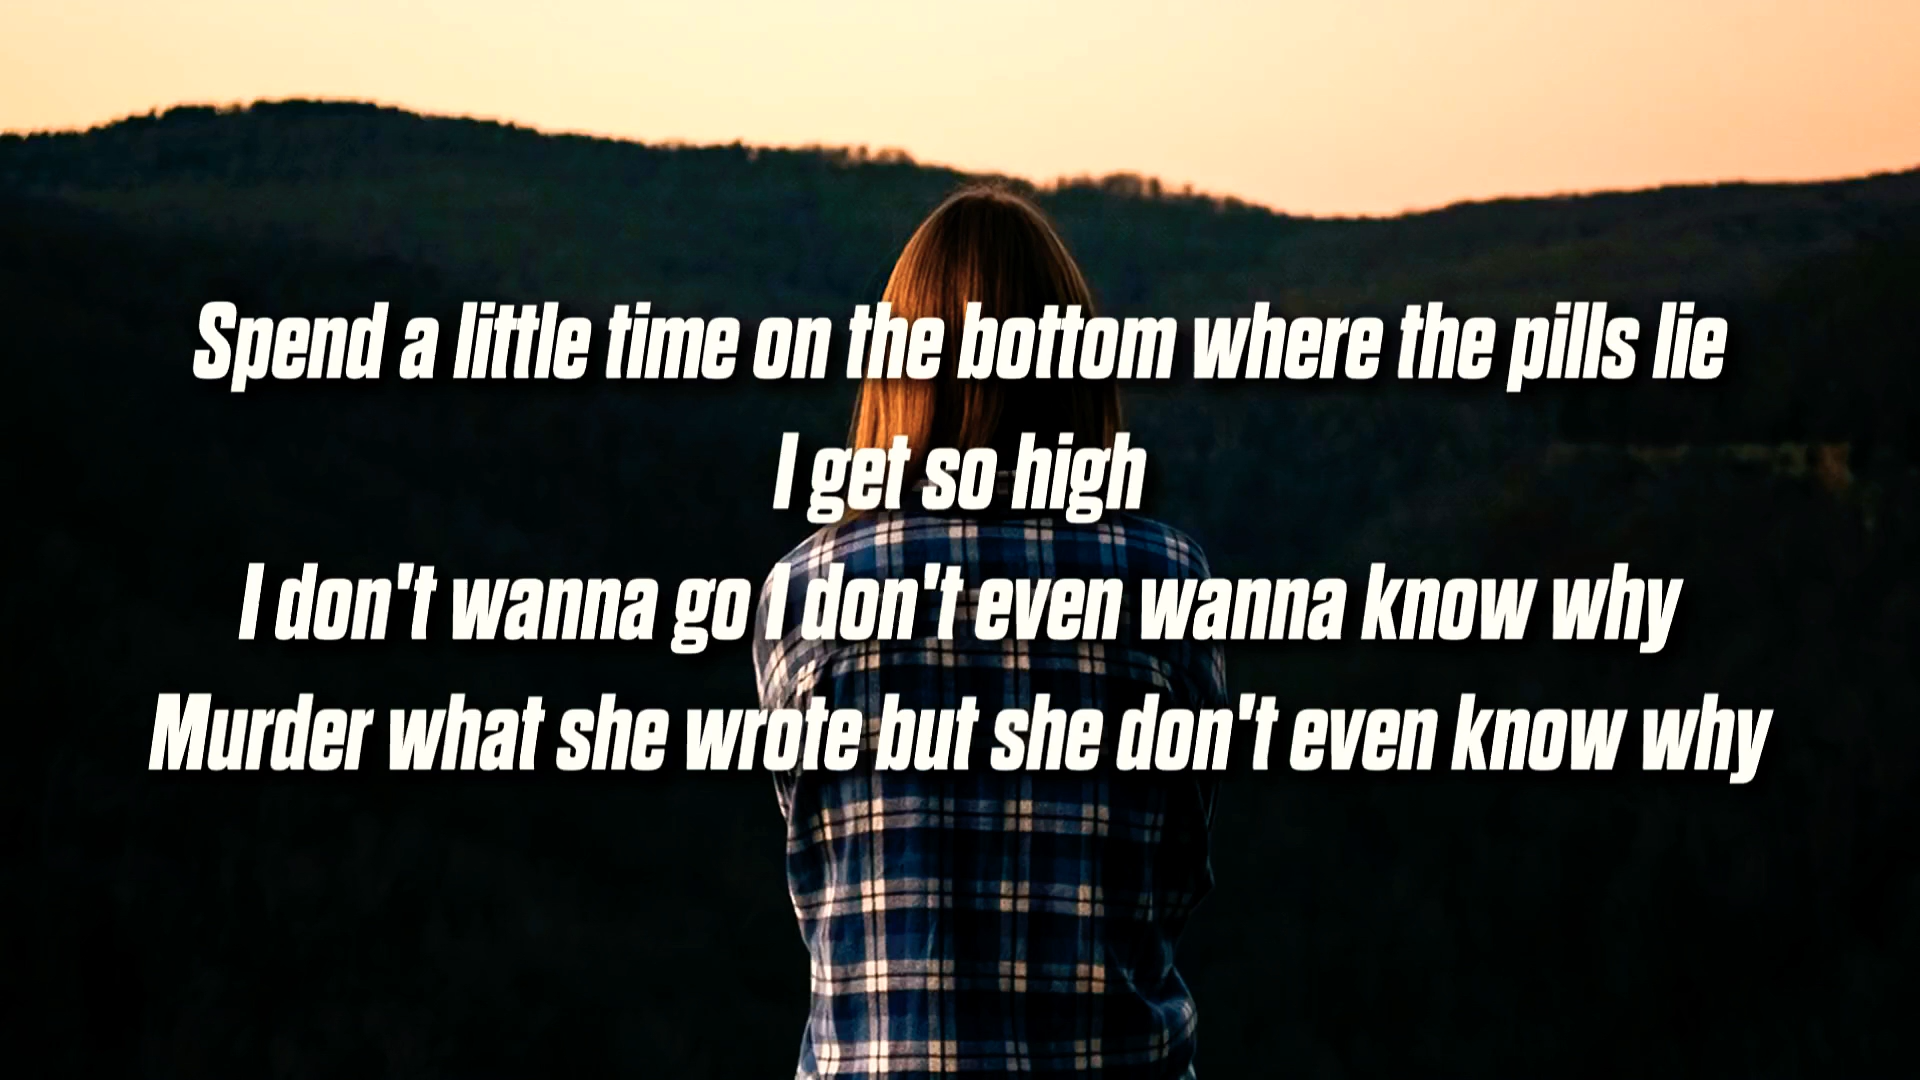 Spend a little time on the bottom where the pills lie
I get so high
I don't wanna go I don't even wanna know why
Murder what she wrote but she don't even know why